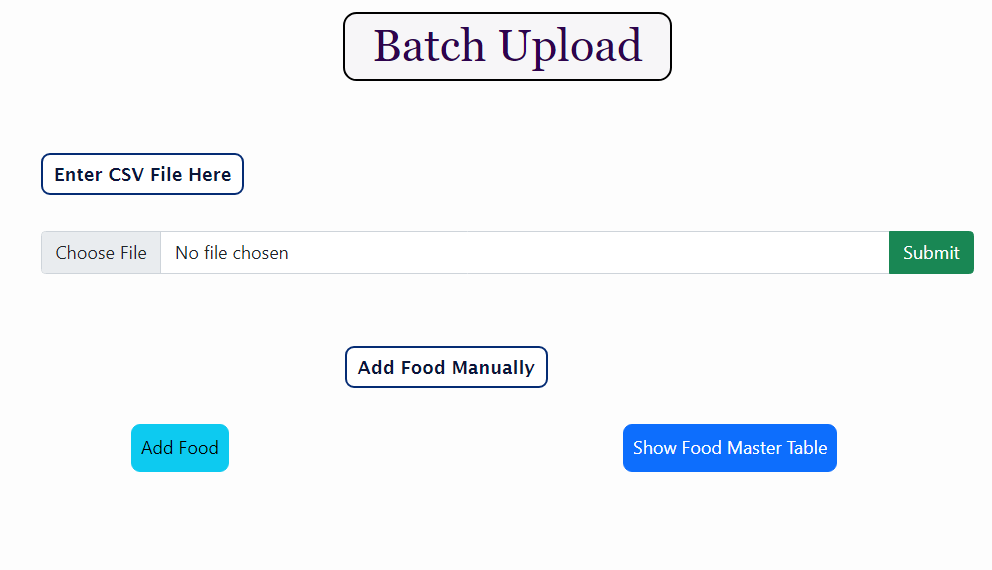 Batch Upload
Enter CSV File Here
Choose File No file chosen Submit
Add Food Manually
Add Food Show Food Master Table